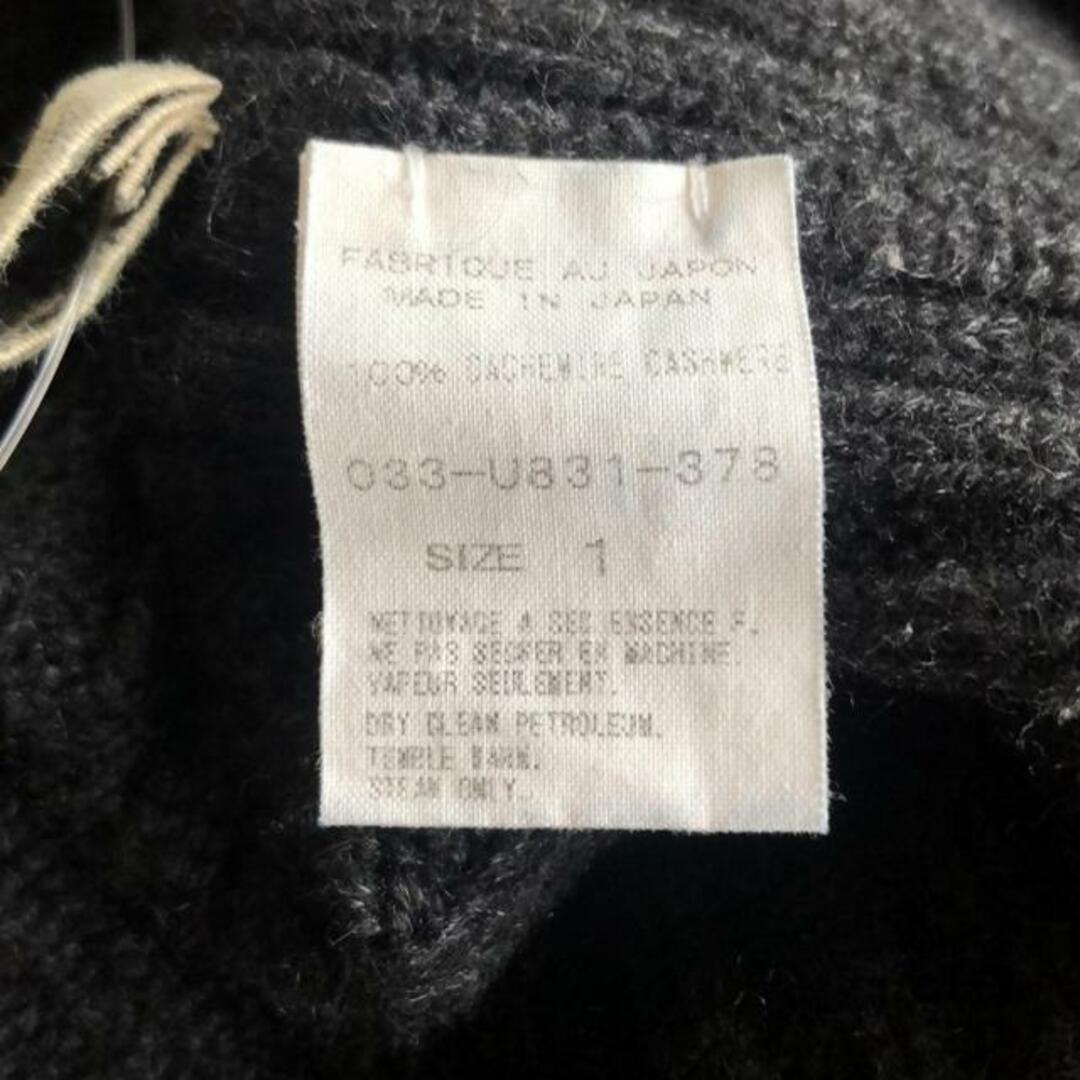 FABRIQUE AU JAPON
MADE IN JAPAN
100% CACHEMIRE CASHMERE
033-U831-378
SIZE 1
NETTOYAGE A SEC ESSENCE F.
NE PAS SECHER EN MACHINE.
VAPEUR SEULEMENT.
DRY CLEAN PETROLEUM.
TUMBLE WARM.
STEAM ONLY.